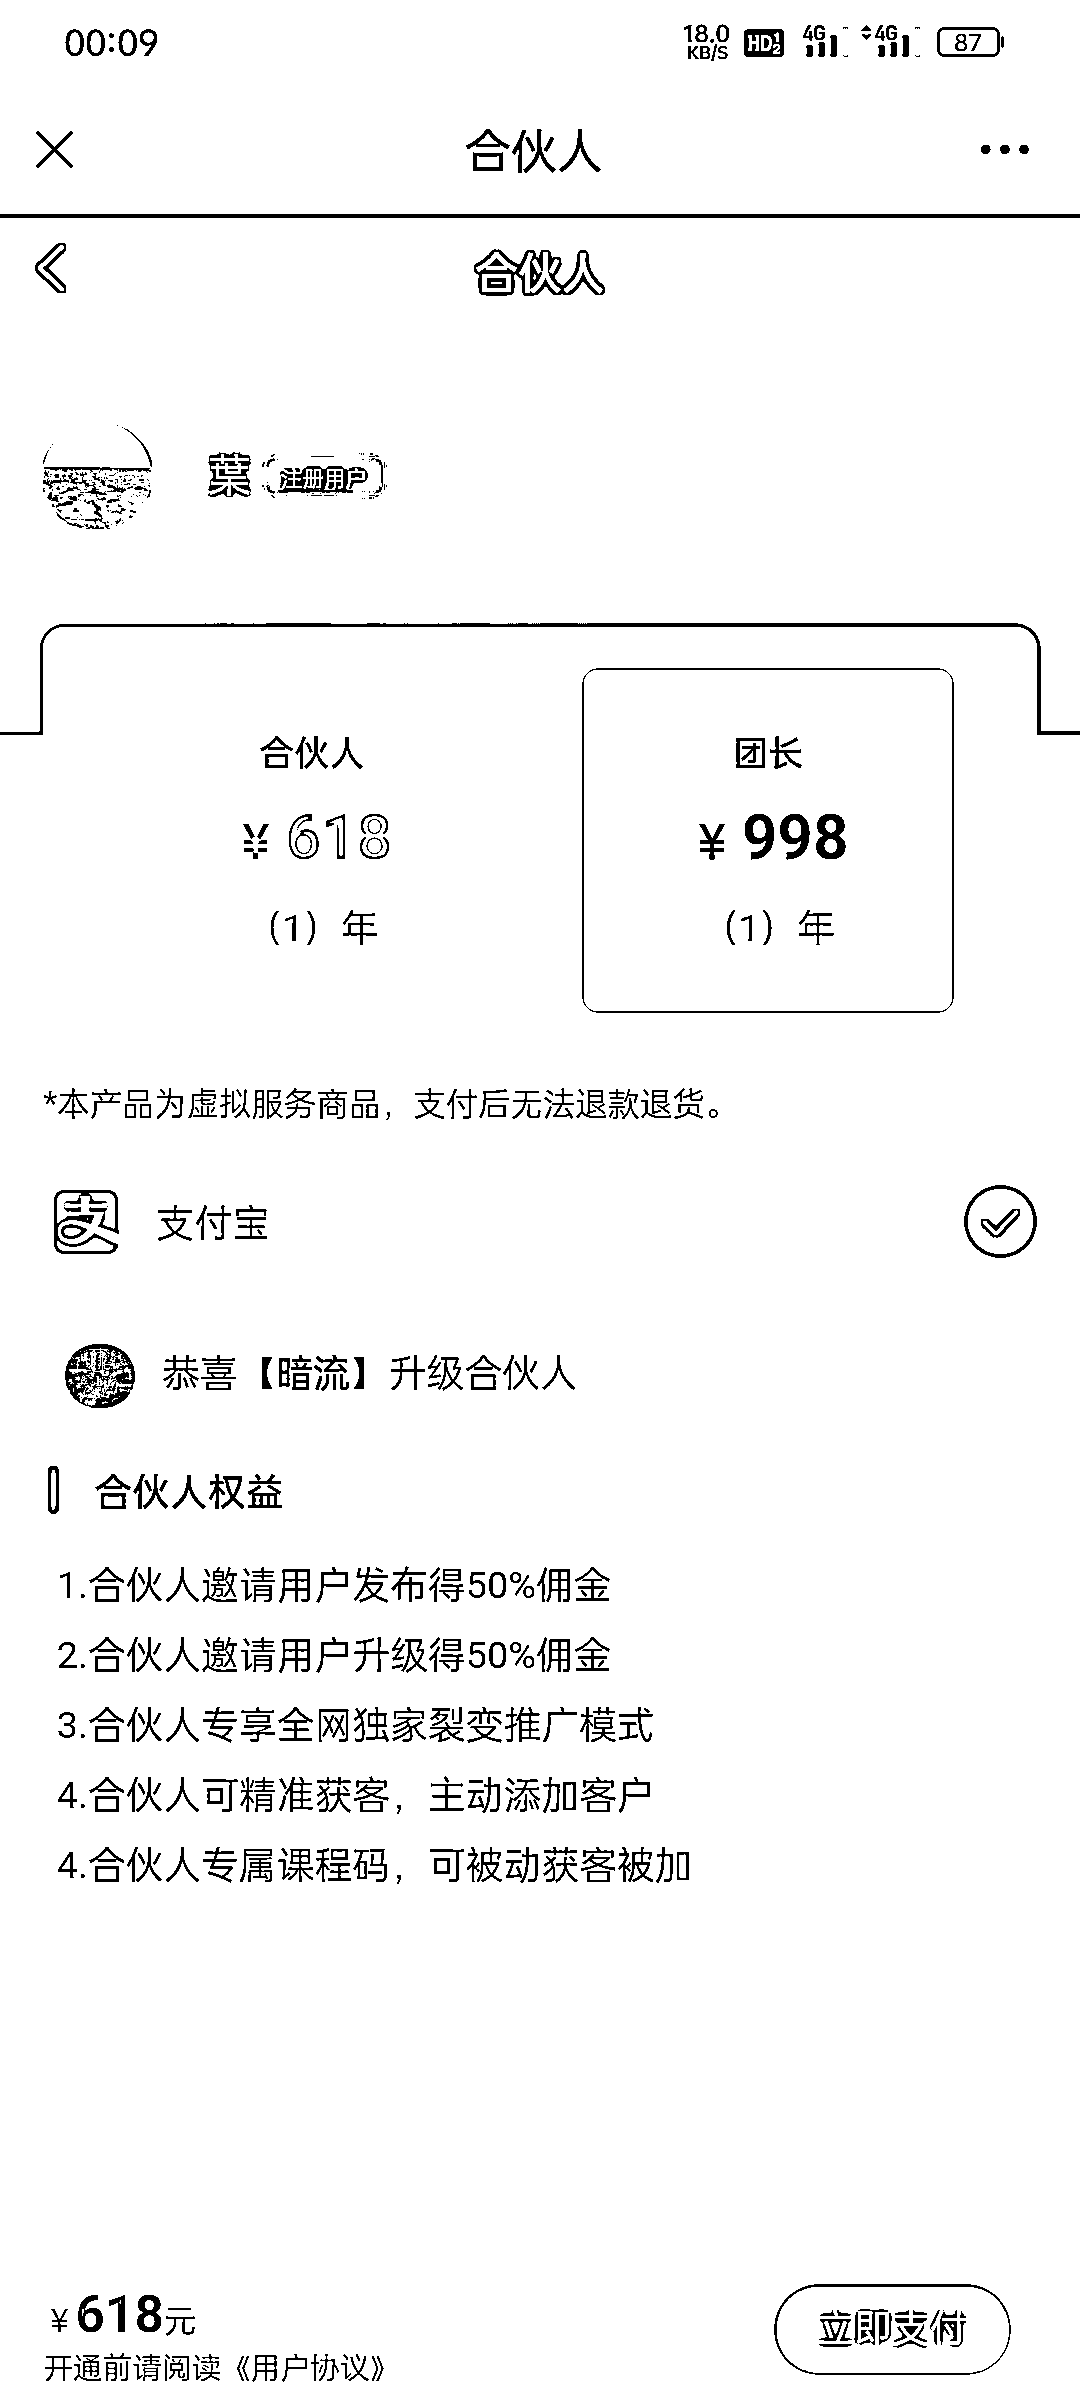 00:09
18.0 KB/S HD 1 2 4G 4G 87
合伙人
合伙人
葉 注册用户
合伙人 团长
¥ 618 ¥ 998
（1）年 （1）年
*本产品为虚拟服务商品，支付后无法退款退货。
支 支付宝
恭喜【暗流】升级合伙人
合伙人权益
1.合伙人邀请用户发布得50%佣金
2.合伙人邀请用户升级得50%佣金
3.合伙人专享全网独家裂变推广模式
4.合伙人可精准获客，主动添加客户
4.合伙人专属课程码，可被动获客被加
¥618元
立即支付
开通前请阅读《用户协议》